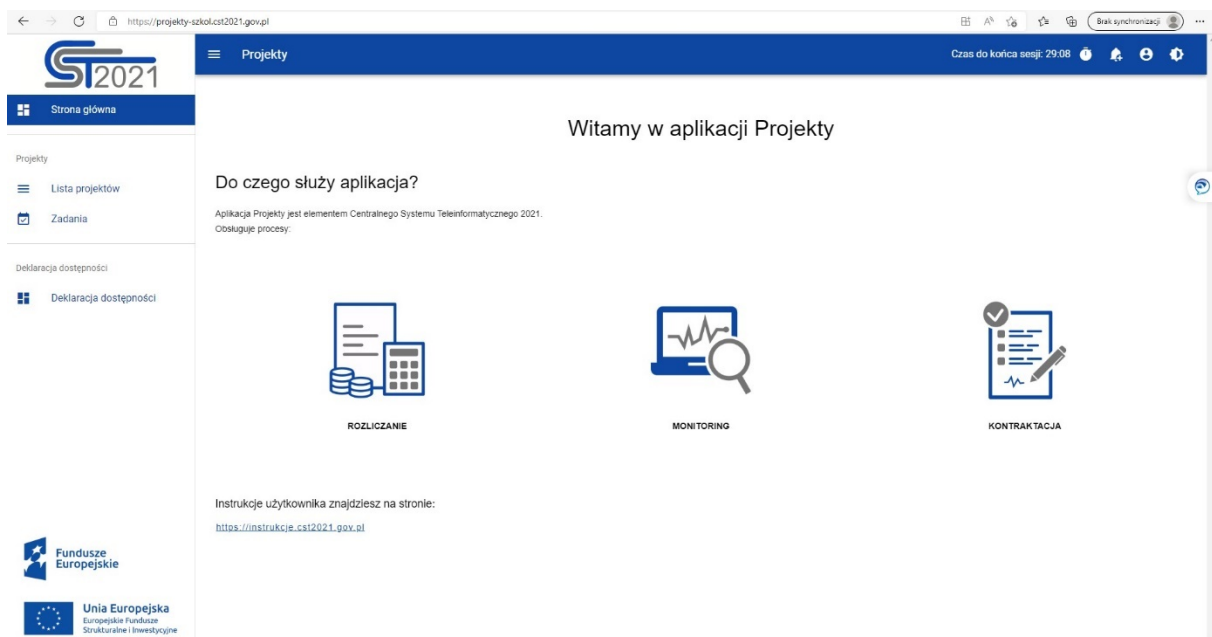 https://projekty-szkol.cst2021.gov.pl
Brak synchronizacji
ST2021
Projekty
Czas do końca sesji: 29:08
Strona główna
Witamy w aplikacji Projekty
Projekty
Lista projektów
Zadania
Deklaracja dostępności
Deklaracja dostępności
Do czego służy aplikacja?
Aplikacja Projekty jest elementem Centralnego Systemu Teleinformatycznego 2021.
Obsługuje procesy:
ROZLICZANIE
MONITORING
KONTRAKTACJA
Instrukcje użytkownika znajdziesz na stronie:
https://instrukcje.cst2021.gov.pl
Fundusze
Europejskie
Unia Europejska
Europejskie Fundusze
Strukturalne i Inwestycyjne